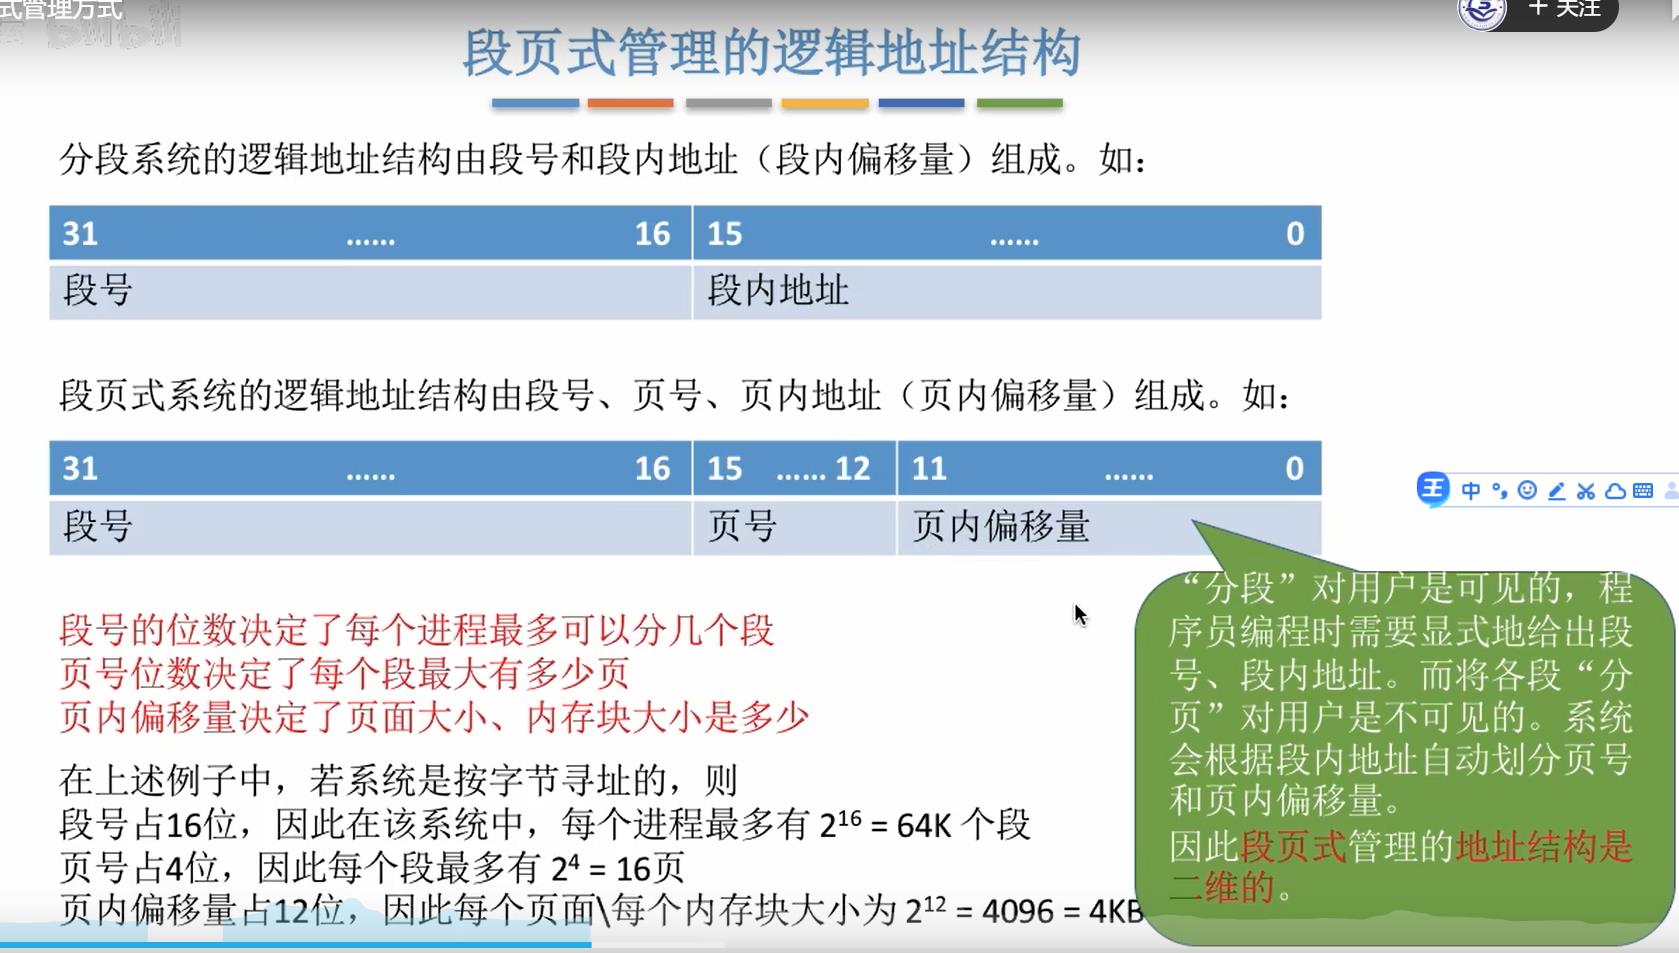 式管理方式
bilibili
+ 关注
段页式管理的逻辑地址结构
分段系统的逻辑地址结构由段号和段内地址（段内偏移量）组成。如：
31 …… 16 15 …… 0
段号 段内地址
段页式系统的逻辑地址结构由段号、页号、页内地址（页内偏移量）组成。如：
31 …… 16 15 …… 12 11 …… 0
段号 页号 页内偏移量
王 中
段号的位数决定了每个进程最多可以分几个段
页号位数决定了每个段最大有多少页
页内偏移量决定了页面大小、内存块大小是多少
在上述例子中，若系统是按字节寻址的，则
段号占16位，因此在该系统中，每个进程最多有 2¹⁶ = 64K 个段
页号占4位，因此每个段最多有 2⁴ = 16页
页内偏移量占12位，因此每个页面\每个内存块大小为 2¹² = 4096 = 4KB
“分段”对用户是可见的，程
序员编程时需要显式地给出段
号、段内地址。而将各段“分
页”对用户是不可见的。系统
会根据段内地址自动划分页号
和页内偏移量。
因此段页式管理的地址结构是
二维的。